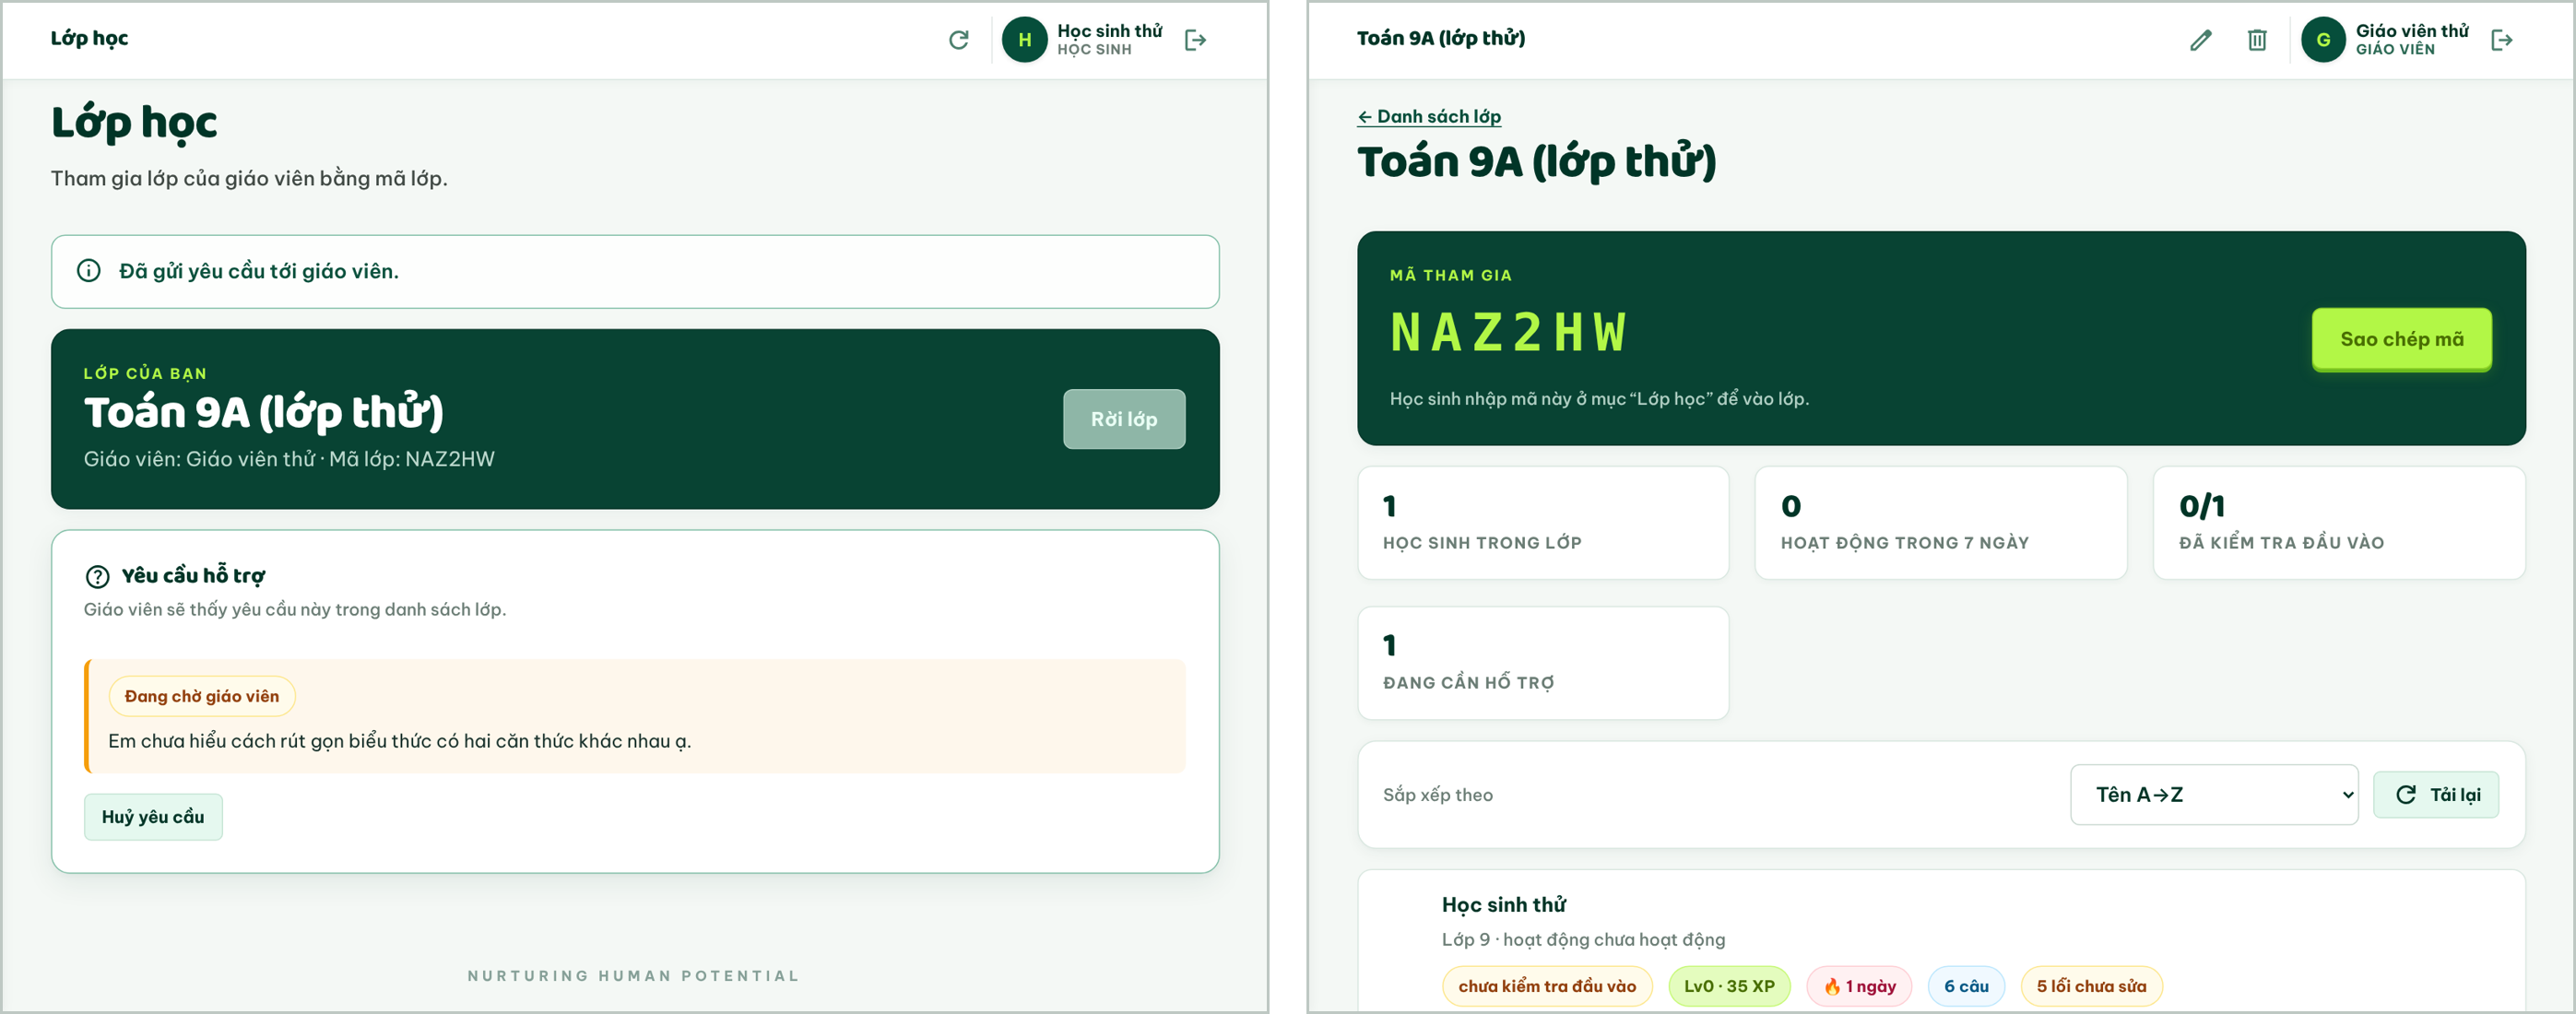 Lớp học
H
Học sinh thử
HỌC SINH
Lớp học
Tham gia lớp của giáo viên bằng mã lớp.
Đã gửi yêu cầu tới giáo viên.
LỚP CỦA BẠN
Toán 9A (lớp thử)
Giáo viên: Giáo viên thử · Mã lớp: NAZ2HW
Rời lớp
Yêu cầu hỗ trợ
Giáo viên sẽ thấy yêu cầu này trong danh sách lớp.
Đang chờ giáo viên
Em chưa hiểu cách rút gọn biểu thức có hai căn thức khác nhau ạ.
Huỷ yêu cầu
NURTURING HUMAN POTENTIAL
Toán 9A (lớp thử)
G
Giáo viên thử
GIÁO VIÊN
← Danh sách lớp
Toán 9A (lớp thử)
MÃ THAM GIA
NAZ2HW
Học sinh nhập mã này ở mục “Lớp học” để vào lớp.
Sao chép mã
1
HỌC SINH TRONG LỚP
0
HOẠT ĐỘNG TRONG 7 NGÀY
0/1
ĐÃ KIỂM TRA ĐẦU VÀO
1
ĐANG CẦN HỖ TRỢ
Sắp xếp theo
Tên A→Z
Tải lại
Học sinh thử
Lớp 9 · hoạt động chưa hoạt động
chưa kiểm tra đầu vào
Lv0 · 35 XP
🔥 1 ngày
6 câu
5 lỗi chưa sửa